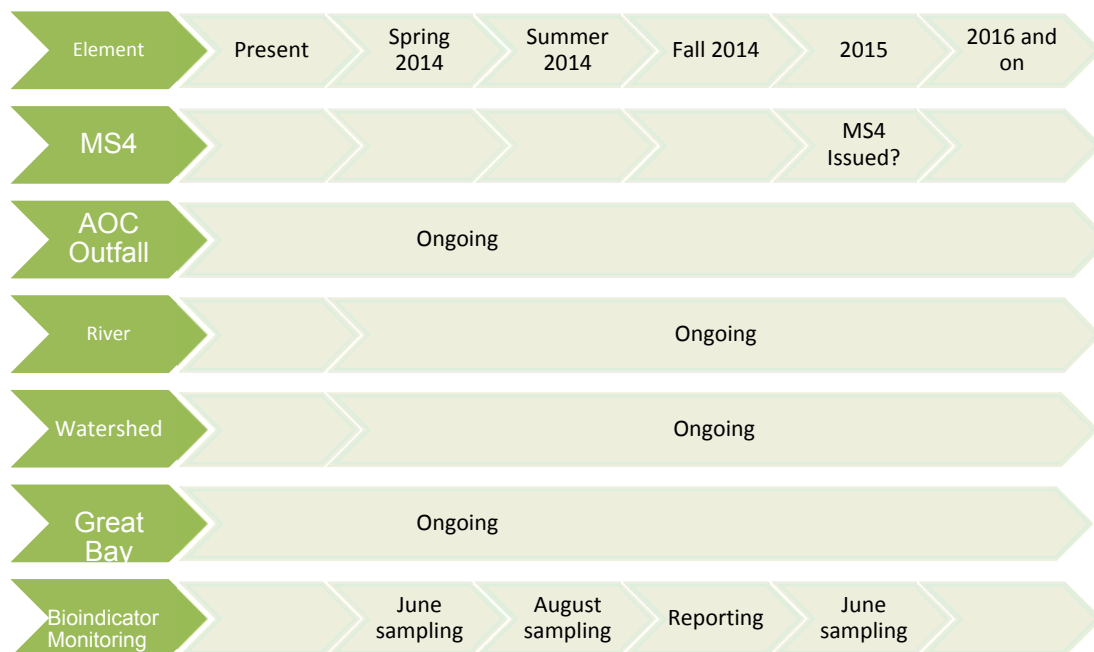 Element
Present
Spring
2014
Summer
2014
Fall 2014
2015
2016 and
on
MS4
MS4
Issued?
AOC
Outfall
Ongoing
River
Ongoing
Watershed
Ongoing
Great
Bay
Ongoing
Bioindicator
Monitoring
June
sampling
August
sampling
Reporting
June
sampling